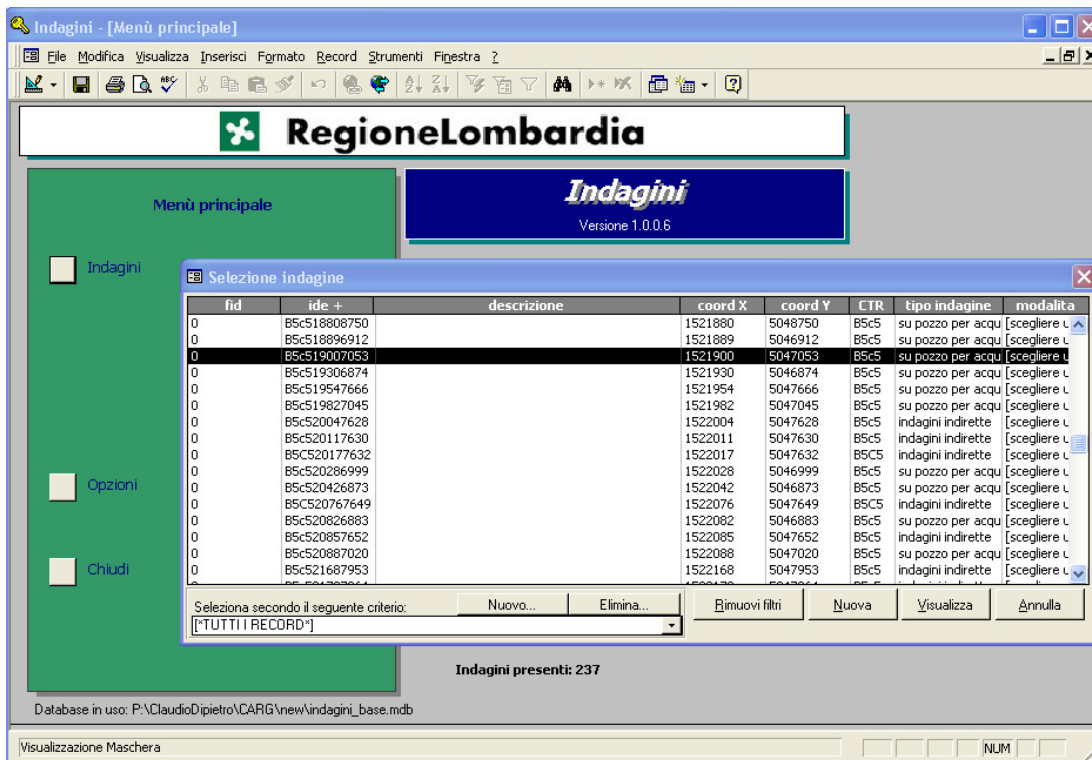 Indagini - [Menù principale]
File Modifica Visualizza Inserisci Formato Record Strumenti Finestra ?
RegioneLombardia
Menù principale
Indagini
Versione 1.0.0.6
Indagini
Selezione indagine
fid ide + descrizione coord X coord Y CTR tipo indagine modalita
0 B5c518808750 1521880 5048750 B5c5 su pozzo per acqu [scegliere u
0 B5c518896912 1521889 5046912 B5c5 su pozzo per acqu [scegliere u
0 B5c519007053 1521900 5047053 B5c5 su pozzo per acqu [scegliere u
0 B5c519306874 1521930 5046874 B5c5 su pozzo per acqu [scegliere u
0 B5c519547666 1521954 5047666 B5c5 su pozzo per acqu [scegliere u
0 B5c519827045 1521982 5047045 B5c5 su pozzo per acqu [scegliere u
0 B5c520047628 1522004 5047628 B5c5 indagini indirette [scegliere u
0 B5c520117630 1522011 5047630 B5c5 indagini indirette [scegliere u
0 B5C520177632 1522017 5047632 B5C5 indagini indirette [scegliere u
0 B5c520286999 1522028 5046999 B5c5 su pozzo per acqu [scegliere u
0 B5c520426873 1522042 5046873 B5c5 su pozzo per acqu [scegliere u
0 B5C520767649 1522076 5047649 B5C5 indagini indirette [scegliere u
0 B5c520826883 1522082 5046883 B5c5 su pozzo per acqu [scegliere u
0 B5c520857652 1522085 5047652 B5c5 indagini indirette [scegliere u
0 B5c520887020 1522088 5047020 B5c5 su pozzo per acqu [scegliere u
0 B5c521687953 1522168 5047953 B5c5 indagini indirette [scegliere u
Opzioni
Chiudi
Seleziona secondo il seguente criterio: Nuovo... Elimina... Rimuovi filtri Nuova Visualizza Annulla
[*TUTTI I RECORD*]
Indagini presenti: 237
Database in uso: P:\ClaudioDipietro\CARG\new\indagini_base.mdb
Visualizzazione Maschera NUM